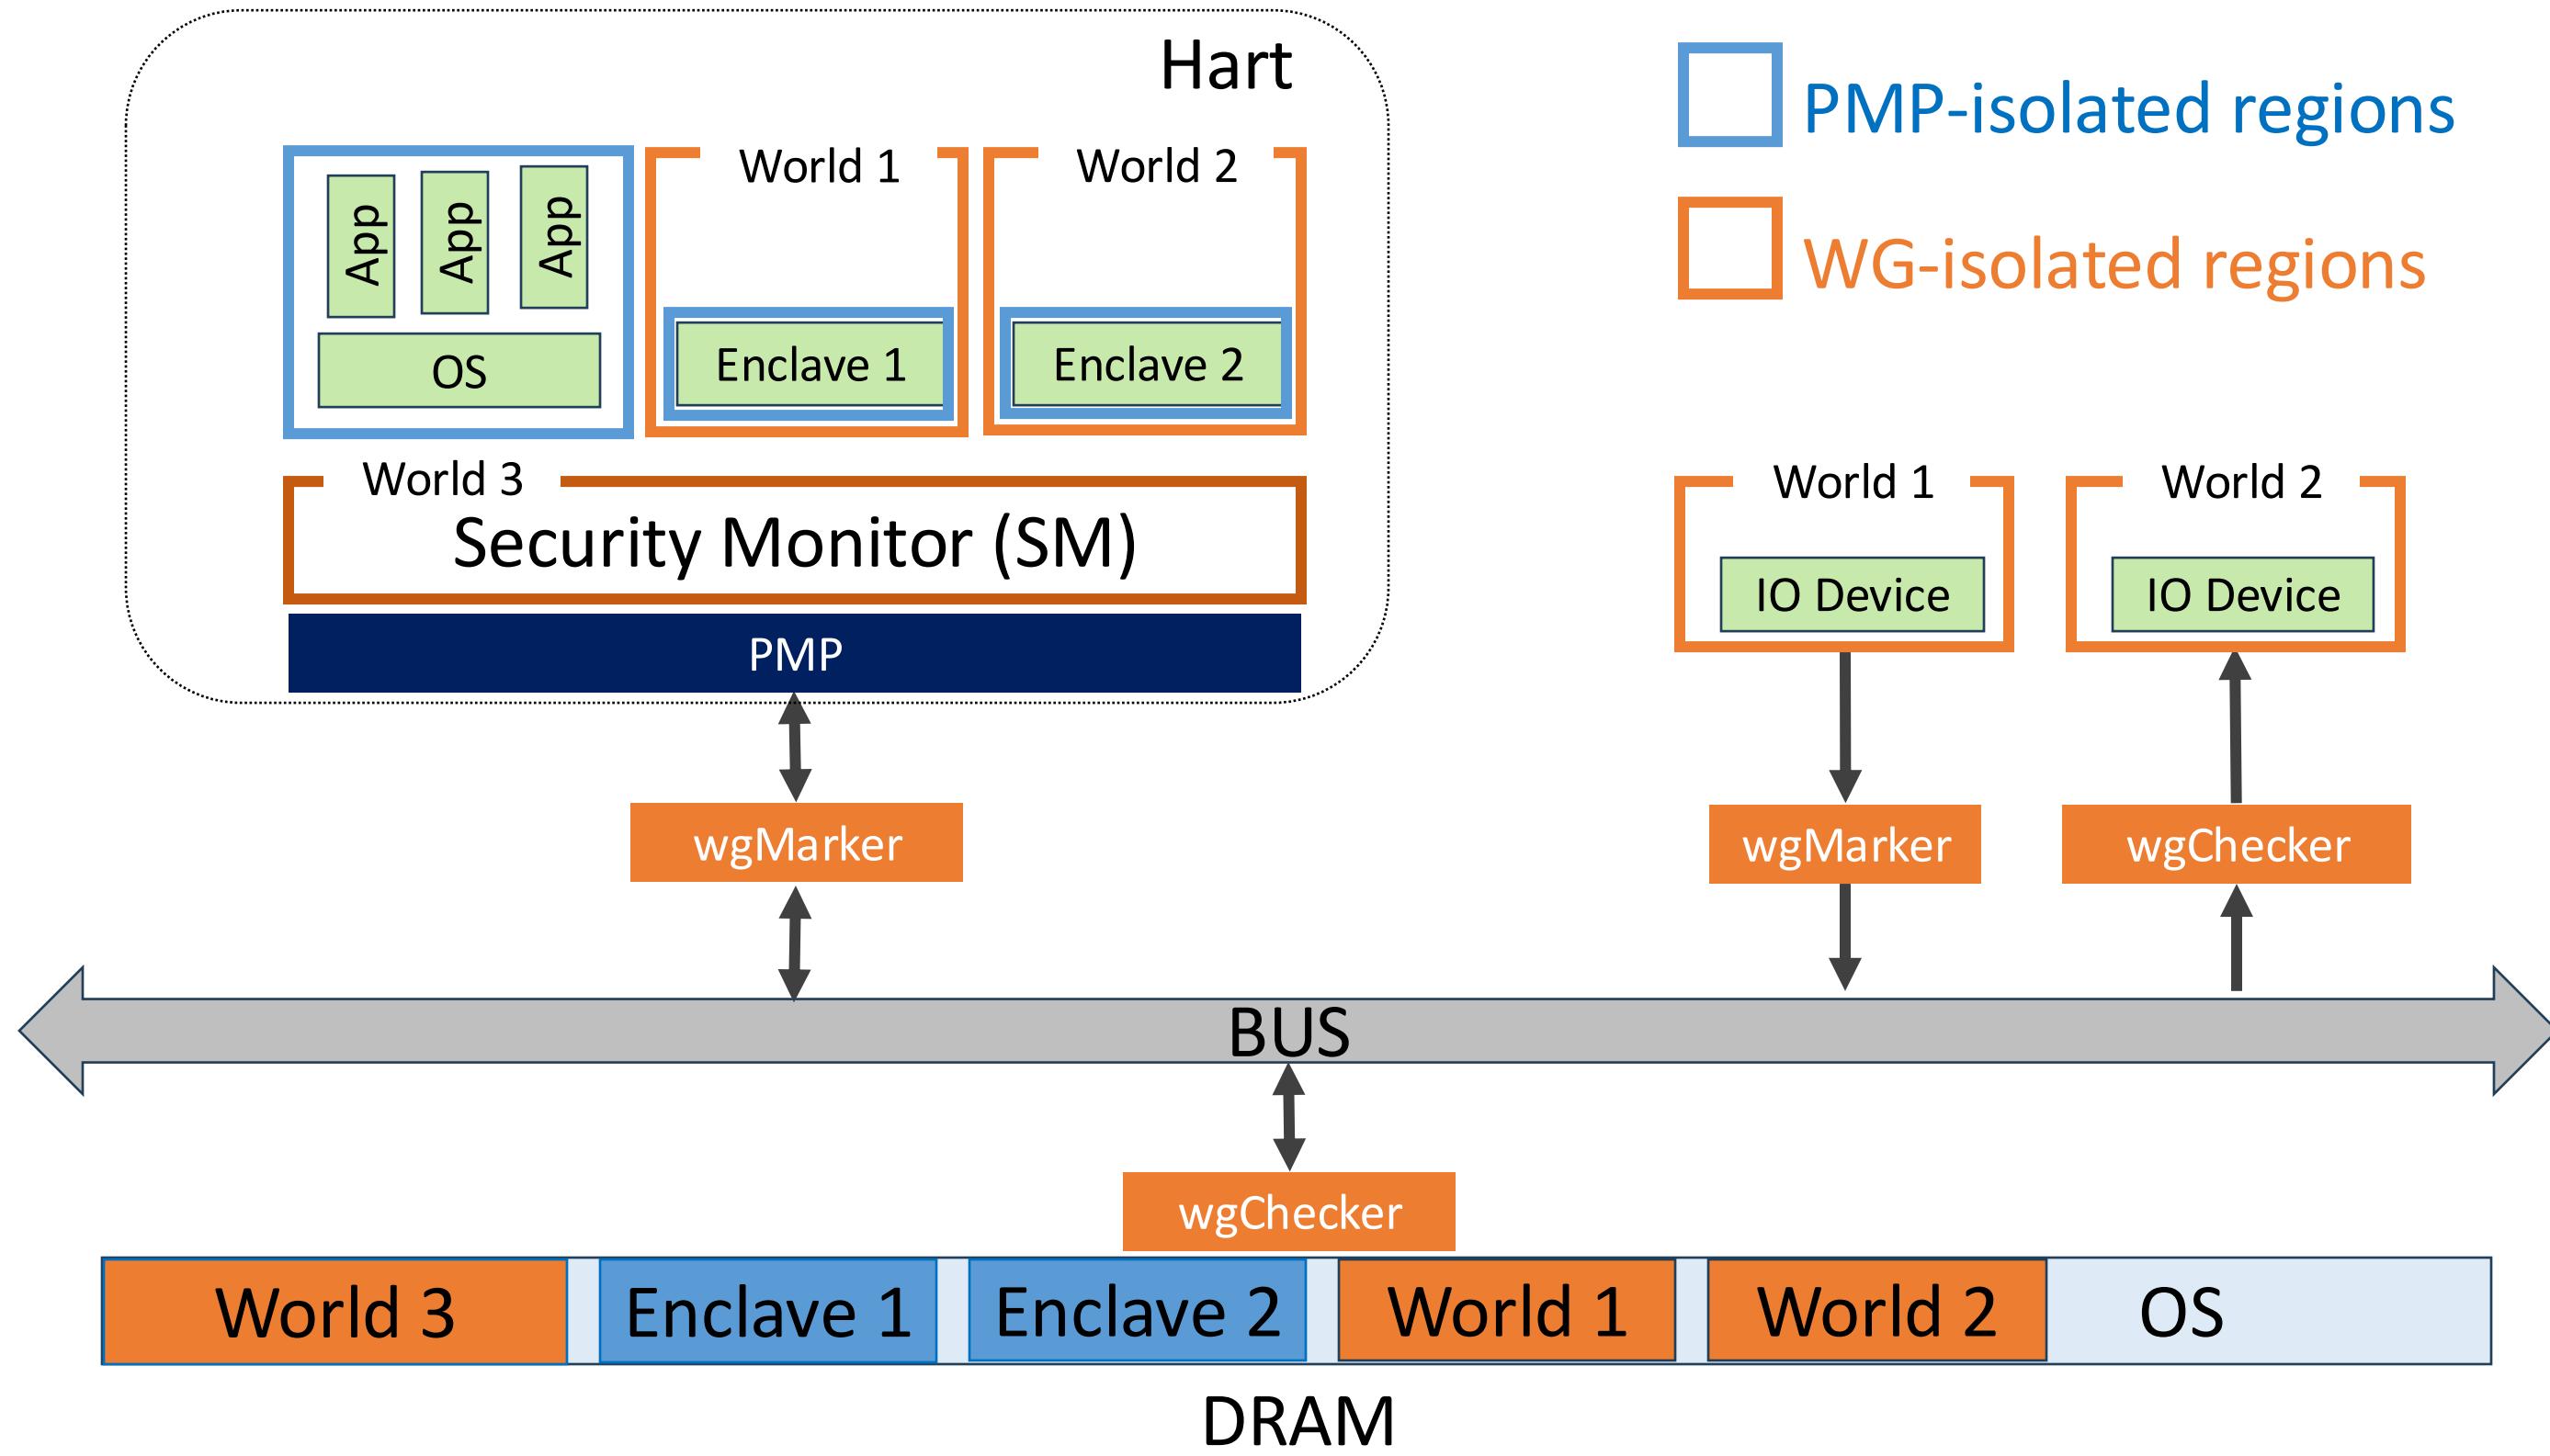 Hart
PMP-isolated regions
WG-isolated regions
World 1
World 2
App
App
App
OS
Enclave 1
Enclave 2
World 3
Security Monitor (SM)
PMP
World 1
World 2
IO Device
IO Device
wgMarker
wgMarker
wgChecker
BUS
wgChecker
World 3
Enclave 1
Enclave 2
World 1
World 2
OS
DRAM